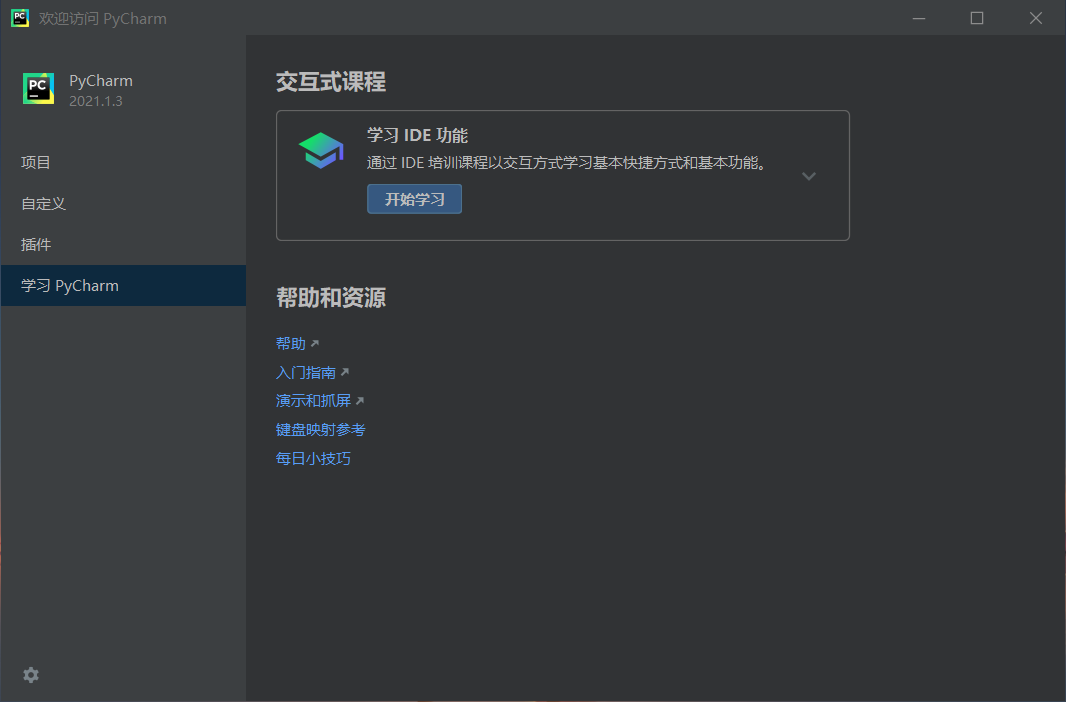 欢迎访问 PyCharm
PyCharm
2021.1.3
项目
自定义
插件
学习 PyCharm
交互式课程
学习 IDE 功能
通过 IDE 培训课程以交互方式学习基本快捷方式和基本功能。
开始学习
帮助和资源
帮助
入门指南
演示和抓屏
键盘映射参考
每日小技巧